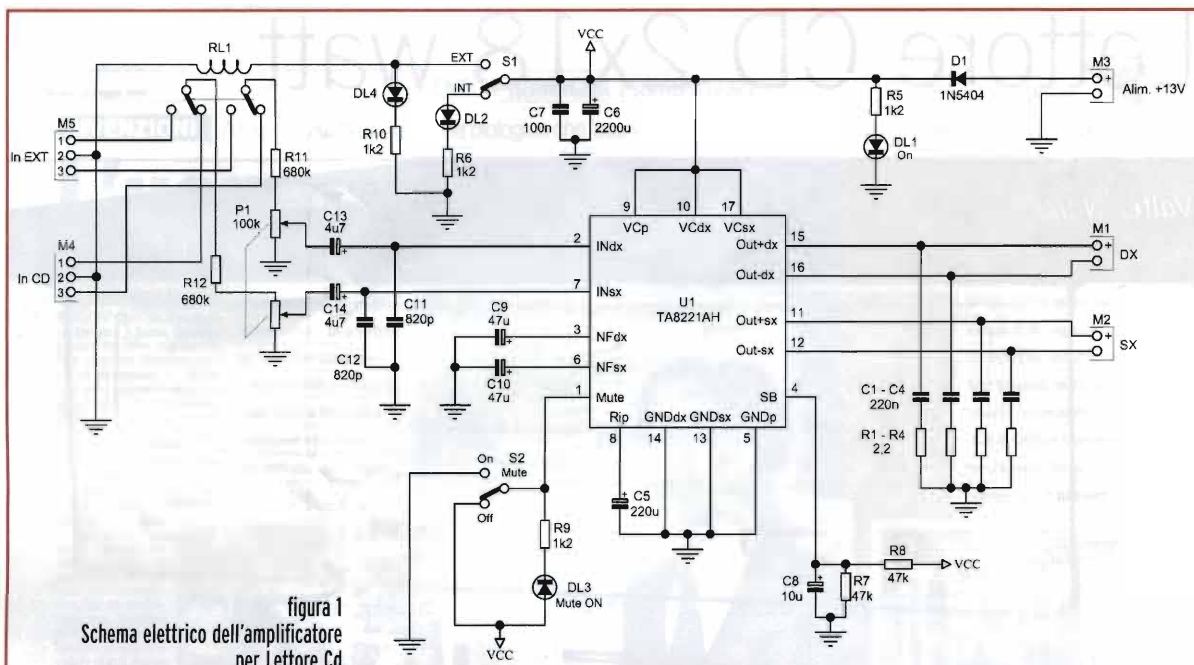 RL1
EXT
S1
INT
VCC
D1
1N5404
M3
+
Alim. +13V
DL4
R10
1k2
DL2
R6
1k2
C7
100n
+
C6
2200u
R5
1k2
DL1
On
M5
1
In EXT
2
3
R11
680k
P1
100k
M4
1
In CD
2
3
R12
680k
C13
4u7
+
C14
4u7
+
C11
820p
C12
820p
C9
47u
+
C10
47u
+
9
10
17
VCp
VCdx
VCsx
2
INdx
7
INsx
3
NFdx
6
NFsx
1
Mute
U1
TA8221AH
Out+dx
15
Out-dx
16
Out+sx
11
Out-sx
12
SB
4
Rip
GNDdx
GNDsx
GNDp
8
14
13
5
M1
+
DX
M2
+
SX
C1 - C4
220n
R1 - R4
2,2
On
S2
Mute
Off
R9
1k2
DL3
Mute ON
VCC
C5
220u
+
C8
10u
+
R7
47k
R8
47k
VCC
figura 1
Schema elettrico dell'amplificatore
per Lettore Cd